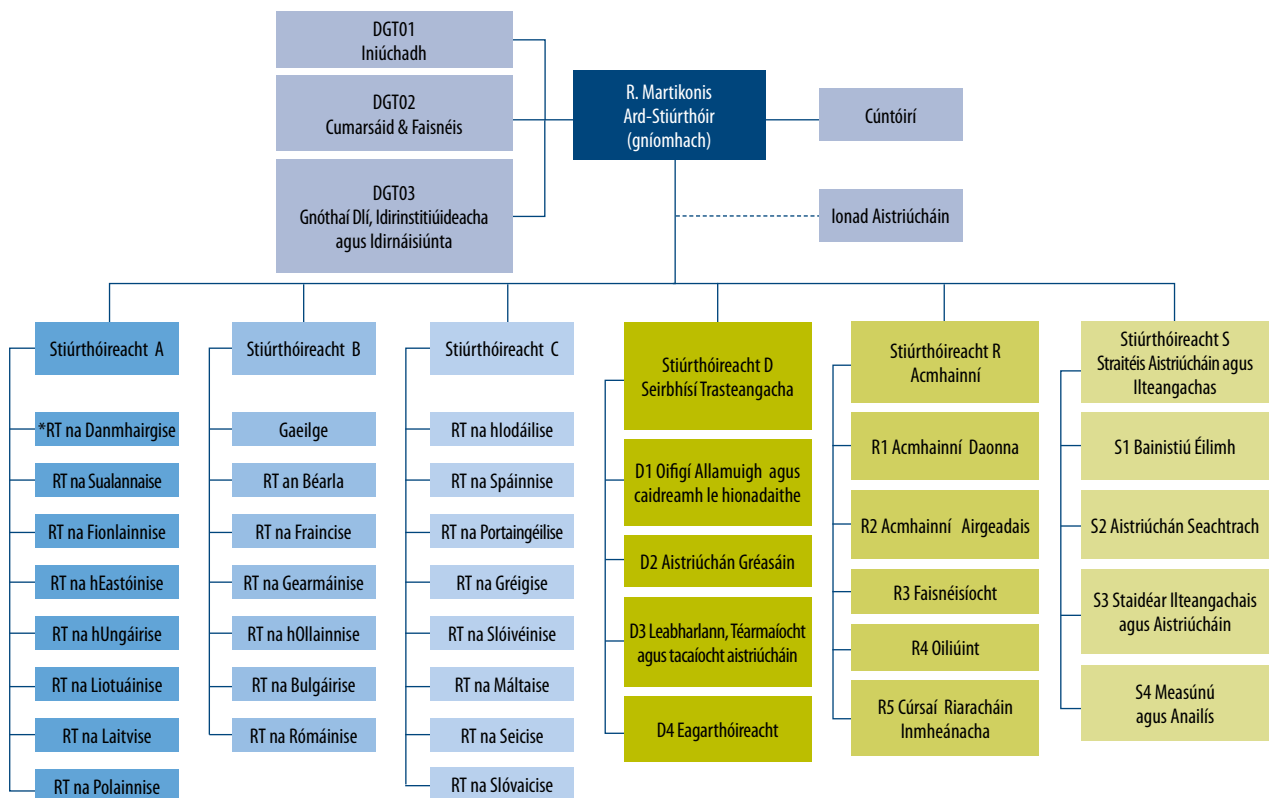 DGT01
Iniúchadh
DGT02
Cumarsáid & Faisnéis
DGT03
Gnóthaí Dlí, Idirinstitiúideacha
agus Idirnáisiúnta
R. Martikonis
Ard-Stiúrthóir
(gníomhach)
Cúntóirí
Ionad Aistriúcháin
Stiúrthóireacht A
*RT na Danmhairgise
RT na Sualannaise
RT na Fionlainnise
RT na hEastóinise
RT na hUngáirise
RT na Liotuáinise
RT na Laitvise
RT na Polainnise
Stiúrthóireacht B
Gaeilge
RT an Béarla
RT na Fraincise
RT na Gearmáinise
RT na hOllainnise
RT na Bulgáirise
RT na Rómáinise
Stiúrthóireacht C
RT na hIodáilise
RT na Spáinnise
RT na Portaingéilise
RT na Gréigise
RT na Slóivéinise
RT na Máltaise
RT na Seicise
RT na Slóvaicise
Stiúrthóireacht D
Seirbhísí Trasteangacha
D1 Oifigí Allamuigh agus
caidreamh le hionadaithe
D2 Aistriúchán Gréasáin
D3 Leabharlann, Téarmaíocht
agus tacaíocht aistriúcháin
D4 Eagarthóireacht
Stiúrthóireacht R
Acmhainní
R1 Acmhainní Daonna
R2 Acmhainní Airgeadais
R3 Faisnéisíocht
R4 Oiliúint
R5 Cúrsaí Riaracháin
Inmheánacha
Stiúrthóireacht S
Straitéis Aistriúcháin agus
Ilteangachas
S1 Bainistiú Éilimh
S2 Aistriúchán Seachtrach
S3 Staidéar Ilteangachais
agus Aistriúcháin
S4 Measúnú
agus Anailís